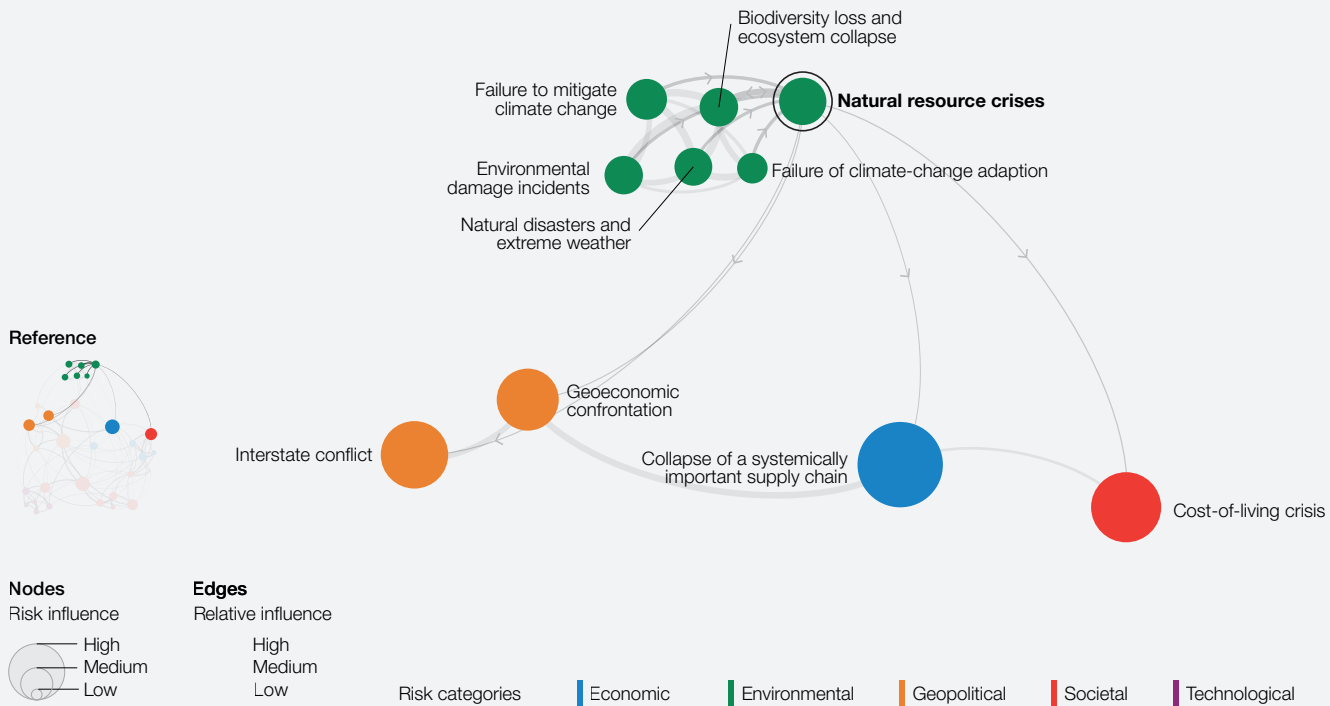 Biodiversity loss and
ecosystem collapse
Failure to mitigate
climate change
Natural resource crises
Environmental
damage incidents
Failure of climate-change adaption
Natural disasters and
extreme weather
Reference
Geoeconomic
confrontation
Interstate conflict
Collapse of a systemically
important supply chain
Cost-of-living crisis
Nodes
Risk influence
High
Medium
Low
Edges
Relative influence
High
Medium
Low
Risk categories
Economic
Environmental
Geopolitical
Societal
Technological